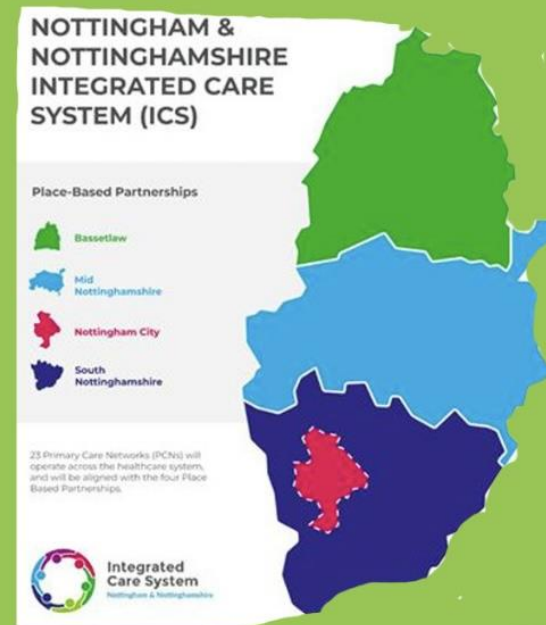 NOTTINGHAM &
NOTTINGHAMSHIRE
INTEGRATED CARE
SYSTEM (ICS)
Place-Based Partnerships
Bassetlaw
Mid
Nottinghamshire
Nottingham City
South
Nottinghamshire
23 Primary Care Networks (PCNs) will
operate across the healthcare system,
and will be aligned with the four Place
Based Partnerships.
Integrated
Care System
Nottingham & Nottinghamshire